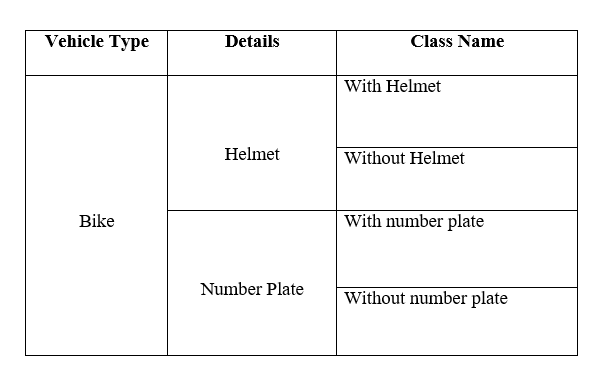 Vehicle Type
Details
Class Name
Bike
Helmet
With Helmet
Without Helmet
Number Plate
With number plate
Without number plate